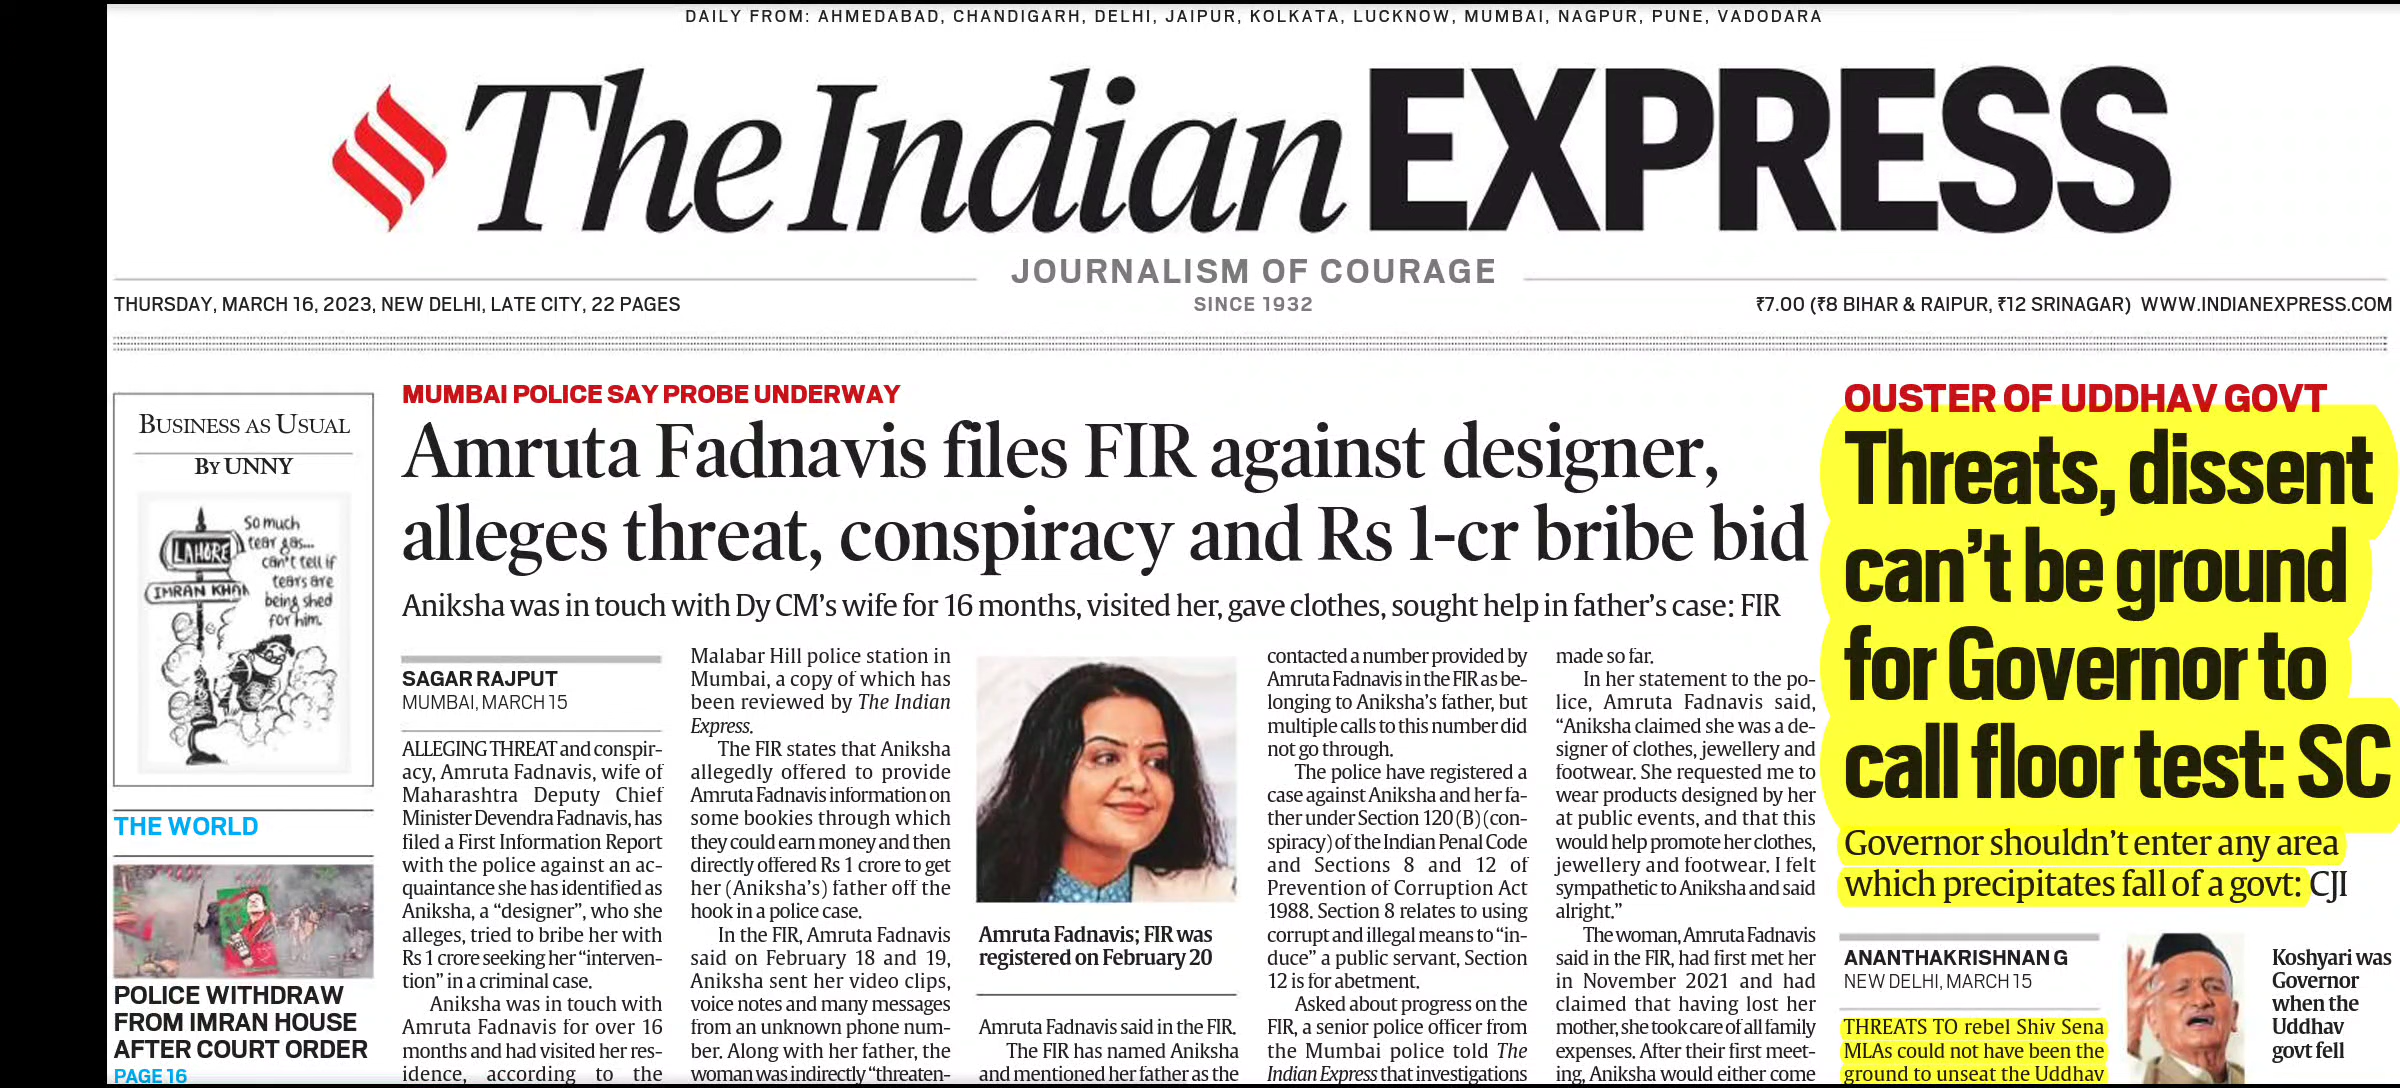 DAILY FROM: AHMEDABAD, CHANDIGARH, DELHI, JAIPUR, KOLKATA, LUCKNOW, MUMBAI, NAGPUR, PUNE, VADODARA
The Indian EXPRESS
JOURNALISM OF COURAGE
SINCE 1932
THURSDAY, MARCH 16, 2023, NEW DELHI, LATE CITY, 22 PAGES
₹7.00 (₹8 BIHAR & RAIPUR, ₹12 SRINAGAR) WWW.INDIANEXPRESS.COM
BUSINESS AS USUAL
BY UNNY
So much
tear gas...
can't tell if
tears are
being shed
for him.
LAHORE
IMRAN KHAN
THE WORLD
POLICE WITHDRAW
FROM IMRAN HOUSE
AFTER COURT ORDER
PAGE 16
MUMBAI POLICE SAY PROBE UNDERWAY
Amruta Fadnavis files FIR against designer,
alleges threat, conspiracy and Rs 1-cr bribe bid
Aniksha was in touch with Dy CM's wife for 16 months, visited her, gave clothes, sought help in father's case: FIR
SAGAR RAJPUT
MUMBAI, MARCH 15
ALLEGING THREAT and conspir-
acy, Amruta Fadnavis, wife of
Maharashtra Deputy Chief
Minister Devendra Fadnavis, has
filed a First Information Report
with the police against an ac-
quaintance she has identified as
Aniksha, a “designer”, who she
alleges, tried to bribe her with
Rs 1 crore seeking her “interven-
tion” in a criminal case.
Aniksha was in touch with
Amruta Fadnavis for over 16
months and had visited her res-
idence, according to the
Malabar Hill police station in
Mumbai, a copy of which has
been reviewed by The Indian
Express.
The FIR states that Aniksha
allegedly offered to provide
Amruta Fadnavis information on
some bookies through which
they could earn money and then
directly offered Rs 1 crore to get
her (Aniksha's) father off the
hook in a police case.
In the FIR, Amruta Fadnavis
said on February 18 and 19,
Aniksha sent her video clips,
voice notes and many messages
from an unknown phone num-
ber. Along with her father, the
woman was indirectly “threaten-
Amruta Fadnavis; FIR was
registered on February 20
Amruta Fadnavis said in the FIR.
The FIR has named Aniksha
and mentioned her father as the
contacted a number provided by
Amruta Fadnavis in the FIR as be-
longing to Aniksha's father, but
multiple calls to this number did
not go through.
The police have registered a
case against Aniksha and her fa-
ther under Section 120 (B) (con-
spiracy) of the Indian Penal Code
and Sections 8 and 12 of
Prevention of Corruption Act
1988. Section 8 relates to using
corrupt and illegal means to “in-
duce” a public servant, Section
12 is for abetment.
Asked about progress on the
FIR, a senior police officer from
the Mumbai police told The
Indian Express that investigations
made so far.
In her statement to the po-
lice, Amruta Fadnavis said,
“Aniksha claimed she was a de-
signer of clothes, jewellery and
footwear. She requested me to
wear products designed by her
at public events, and that this
would help promote her clothes,
jewellery and footwear. I felt
sympathetic to Aniksha and said
alright.”
The woman, Amruta Fadnavis
said in the FIR, had first met her
in November 2021 and had
claimed that having lost her
mother, she took care of all family
expenses. After their first meet-
ing, Aniksha would either come
OUSTER OF UDDHAV GOVT
Threats, dissent
can't be ground
for Governor to
call floor test: SC
Governor shouldn't enter any area
which precipitates fall of a govt: CJI
ANANTHAKRISHNAN G
NEW DELHI, MARCH 15
THREATS TO rebel Shiv Sena
MLAs could not have been the
ground to unseat the Uddhav
Koshyari was
Governor
when the
Uddhav
govt fell